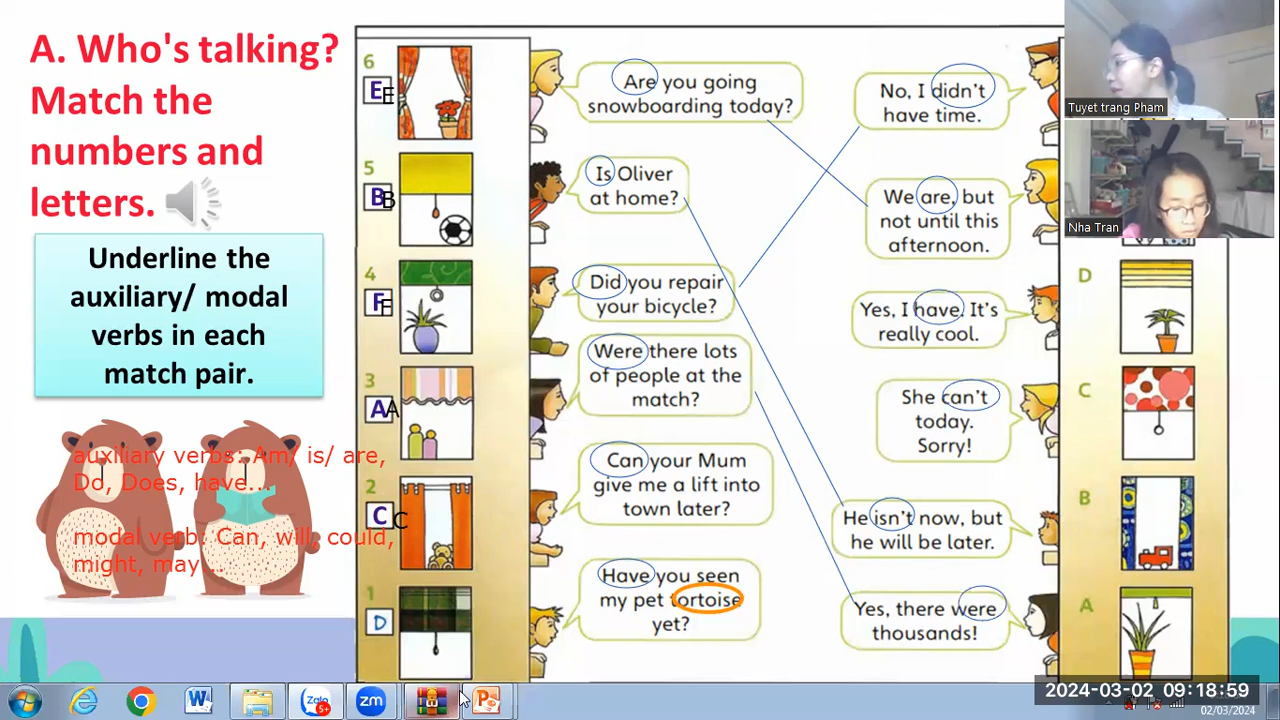 A. Who's talking?
Match the
numbers and
letters.
Underline the
auxiliary/ modal
verbs in each
match pair.
auxiliary verbs: Am/ is/ are,
Do, Does, have...
modal verb: Can, will, could,
might, may...
6
E E
5
B B
4
F F
3
A A
2
C C
1
D
Are you going
snowboarding today?
Is Oliver
at home?
Did you repair
your bicycle?
Were there lots
of people at the
match?
Can your Mum
give me a lift into
town later?
Have you seen
my pet tortoise
yet?
No, I didn't
have time.
We are, but
not until this
afternoon.
Yes, I have. It's
really cool.
She can't
today.
Sorry!
He isn't now, but
he will be later.
Yes, there were
thousands!
D
C
B
A
Tuyet trang Pham
Nha Tran
W
Zalo
5+
zm
P
2024-03-02 09:18:59
02/03/2024